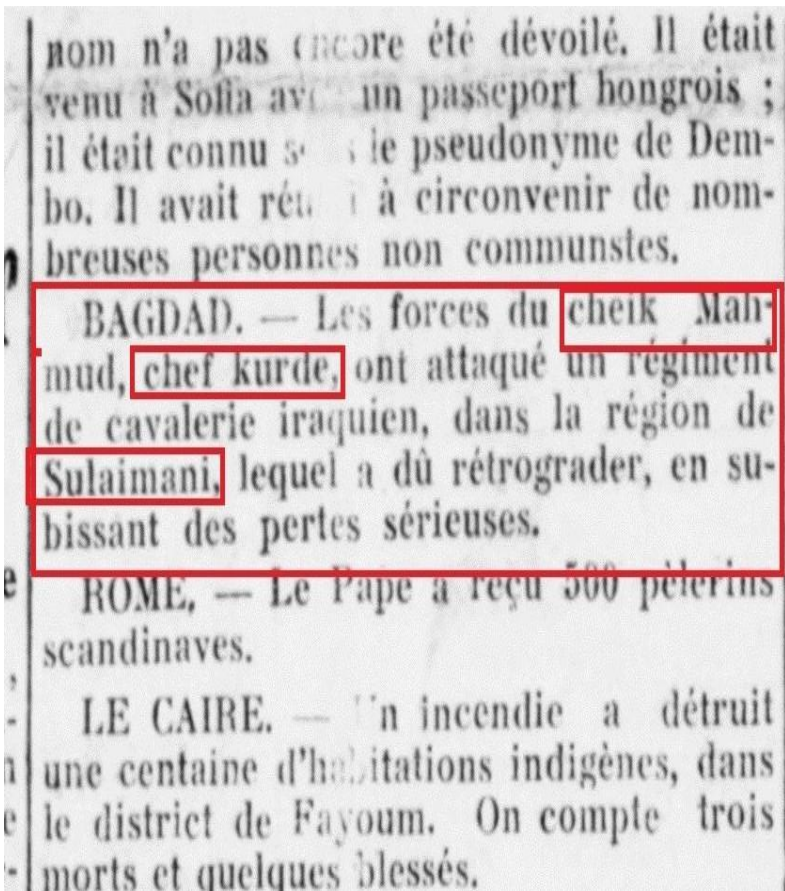 nom n'a pas encore été dévoilé. Il était
venu à Sofia avec un passeport hongrois ;
il était connu sous le pseudonyme de Dem-
bo. Il avait réussi à circonvenir de nom-
breuses personnes non communstes.
BAGDAD. — Les forces du cheik Mah-
mud, chef kurde, ont attaqué un régiment
de cavalerie iraquien, dans la région de
Sulaimani, lequel a dû rétrograder, en su-
bissant des pertes sérieuses.
ROME. — Le Pape a reçu 500 pèlerins
scandinaves.
LE CAIRE. — Un incendie a détruit
une centaine d'habitations indigènes, dans
le district de Fayoum. On compte trois
morts et quelques blessés.